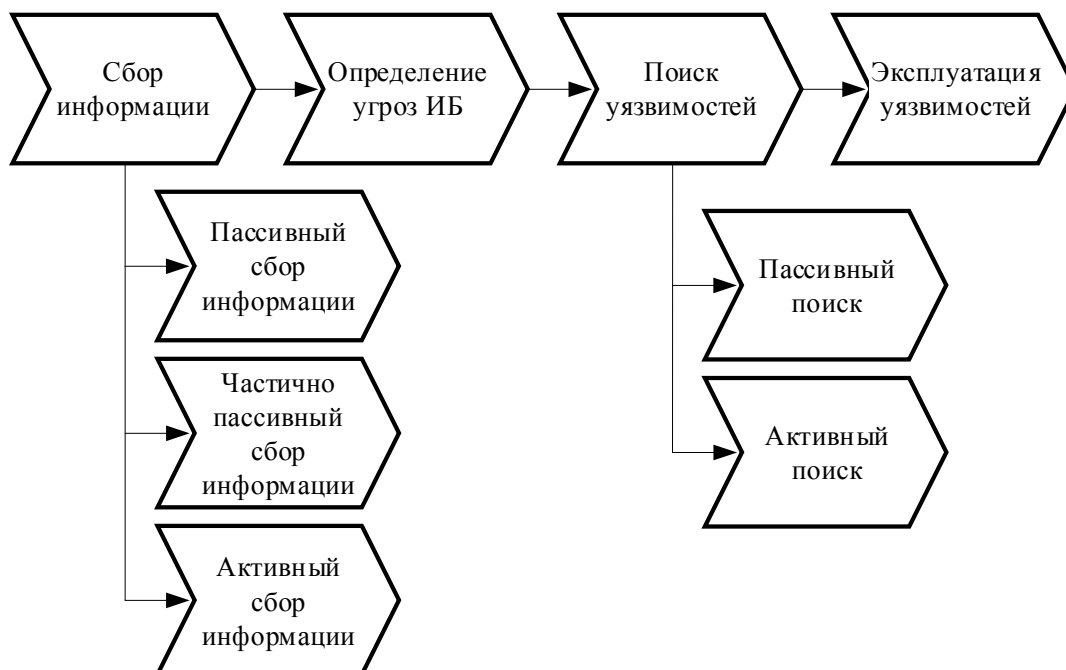 Сбор
информации
Определение
угроз ИБ
Поиск
уязвимостей
Эксплуатация
уязвимостей
Пассивный
сбор
информации
Частично
пассивный
сбор
информации
Активный
сбор
информации
Пассивный
поиск
Активный
поиск